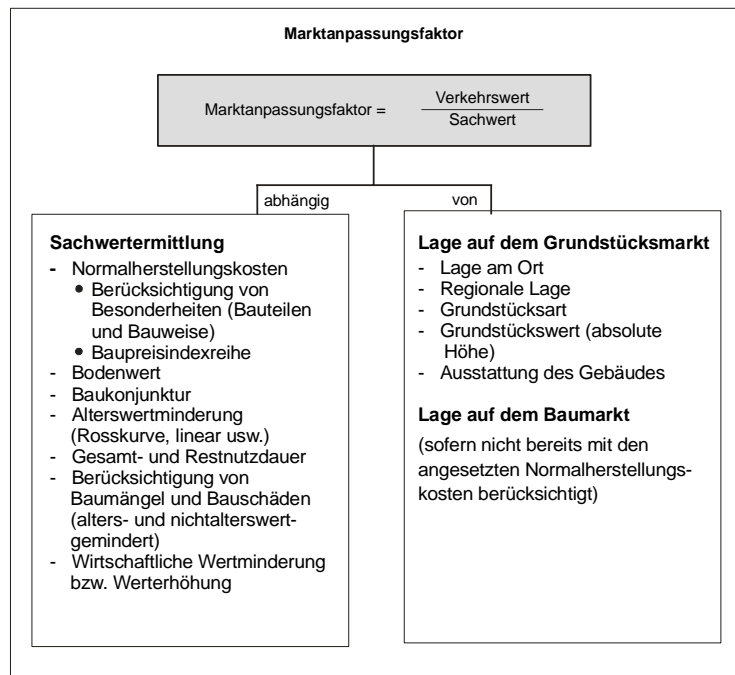 Marktanpassungsfaktor
Marktanpassungsfaktor = Verkehrswert
Sachwert
abhängig von
Sachwertermittlung
- Normalherstellungskosten
• Berücksichtigung von
Besonderheiten (Bauteilen
und Bauweise)
• Baupreisindexreihe
- Bodenwert
- Baukonjunktur
- Alterswertminderung
(Rosskurve, linear usw.)
- Gesamt- und Restnutzdauer
- Berücksichtigung von
Baumängel und Bauschäden
(alters- und nichtalterswert-
gemindert)
- Wirtschaftliche Wertminderung
bzw. Werterhöhung
Lage auf dem Grundstücksmarkt
- Lage am Ort
- Regionale Lage
- Grundstücksart
- Grundstückswert (absolute
Höhe)
- Ausstattung des Gebäudes
Lage auf dem Baumarkt
(sofern nicht bereits mit den
angesetzten Normalherstellungs-
kosten berücksichtigt)